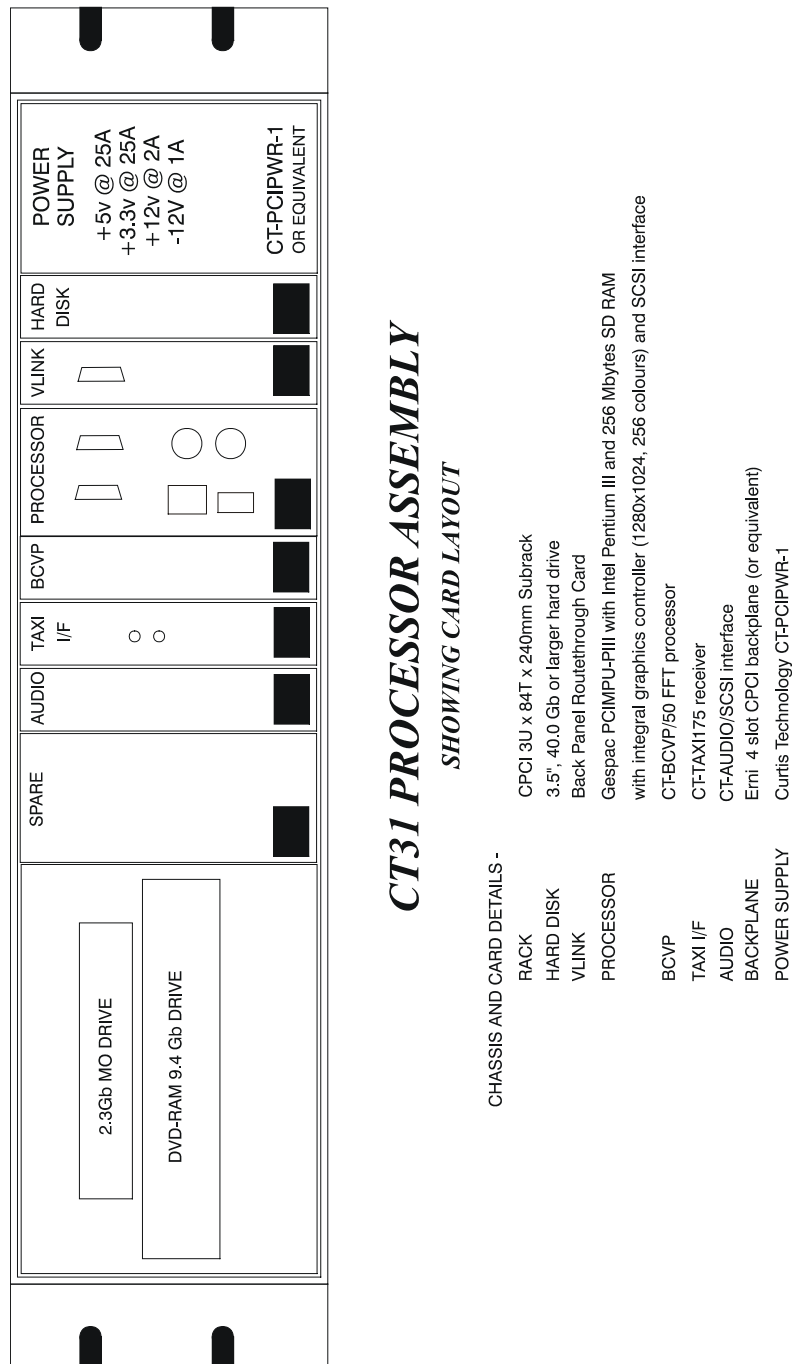 2.3Gb MO DRIVE
DVD-RAM 9.4 Gb DRIVE
SPARE
AUDIO
TAXI
I/F
BCVP
PROCESSOR
VLINK
HARD
DISK
POWER
SUPPLY
+5v @ 25A
+3.3v @ 25A
+12v @ 2A
-12V @ 1A
CT-PCIPWR-1
OR EQUIVALENT
CT31 PROCESSOR ASSEMBLY
SHOWING CARD LAYOUT
CHASSIS AND CARD DETAILS -
RACK CPCI 3U x 84T x 240mm Subrack
HARD DISK 3.5", 40.0 Gb or larger hard drive
VLINK Back Panel Routethrough Card
PROCESSOR Gespac PCIMPU-PIII with Intel Pentium III and 256 Mbytes SD RAM
with integral graphics controller (1280x1024, 256 colours) and SCSI interface
BCVP CT-BCVP/50 FFT processor
TAXI I/F CT-TAXI175 receiver
AUDIO CT-AUDIO/SCSI interface
BACKPLANE Erni 4 slot CPCI backplane (or equivalent)
POWER SUPPLY Curtis Technology CT-PCIPWR-1